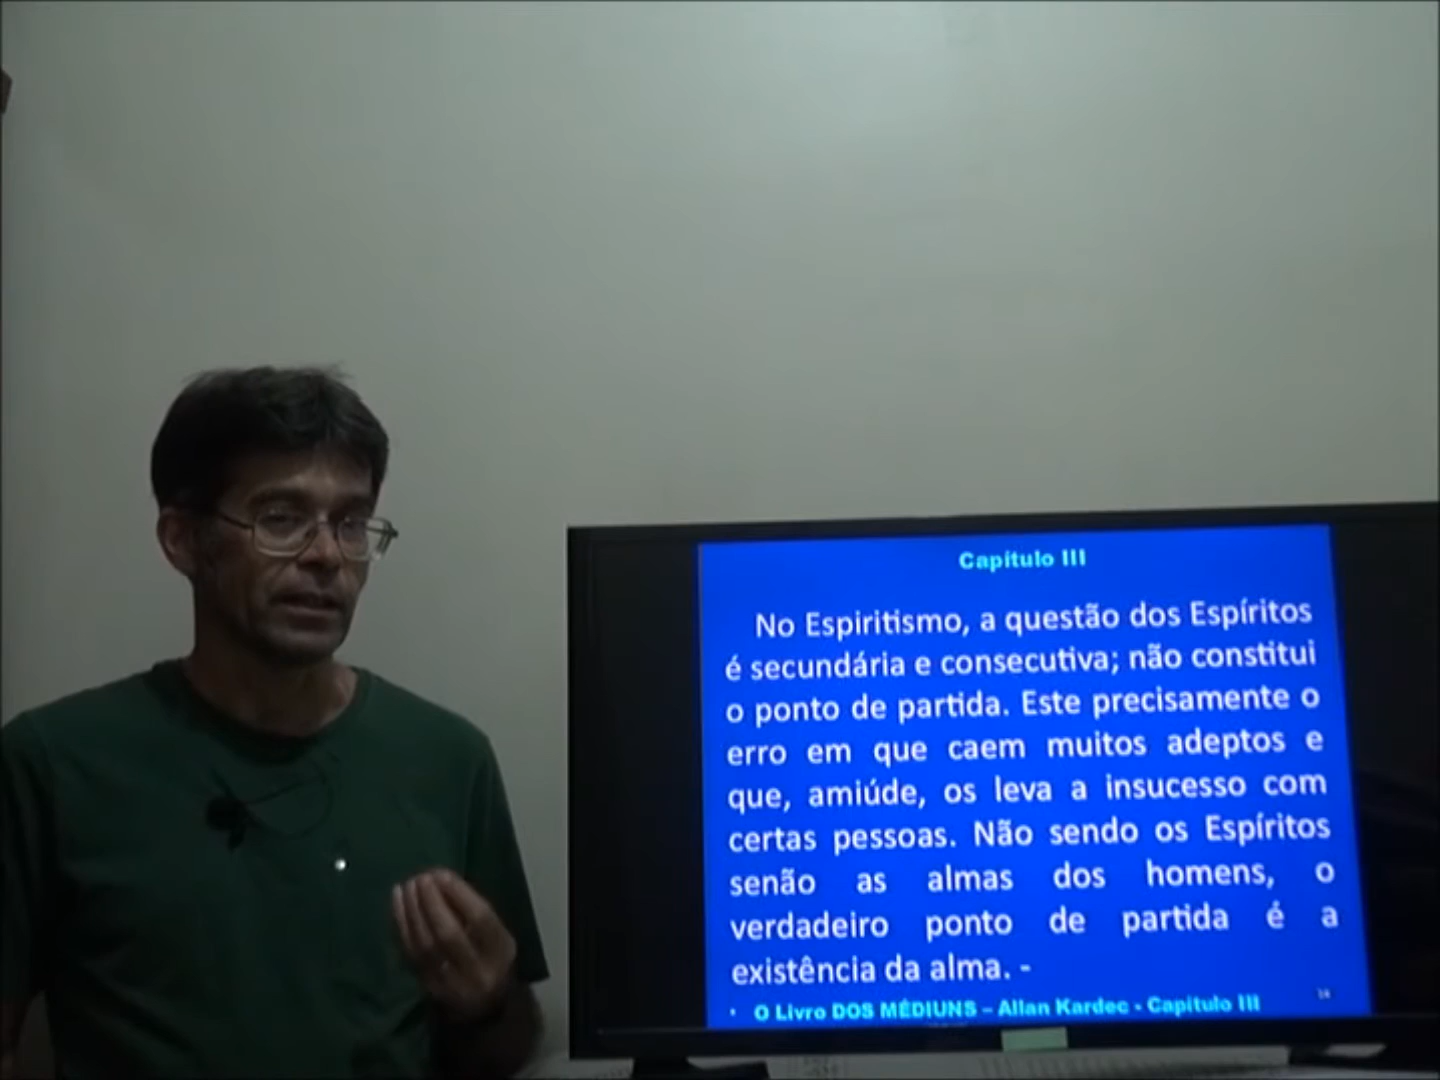 Capítulo III
No Espiritismo, a questão dos Espíritos
é secundária e consecutiva; não constitui
o ponto de partida. Este precisamente o
erro em que caem muitos adeptos e
que, amiúde, os leva a insucesso com
certas pessoas. Não sendo os Espíritos
senão as almas dos homens, o
verdadeiro ponto de partida é a
existência da alma. -
• O Livro DOS MÉDIUNS – Allan Kardec - Capítulo III